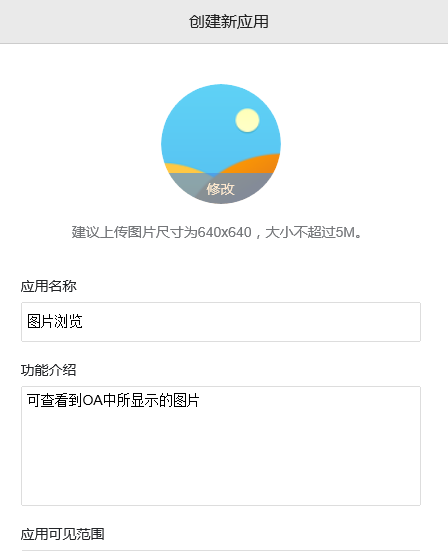 创建新应用
修改
建议上传图片尺寸为640x640，大小不超过5M。
应用名称
图片浏览
功能介绍
可查看到OA中所显示的图片
应用可见范围